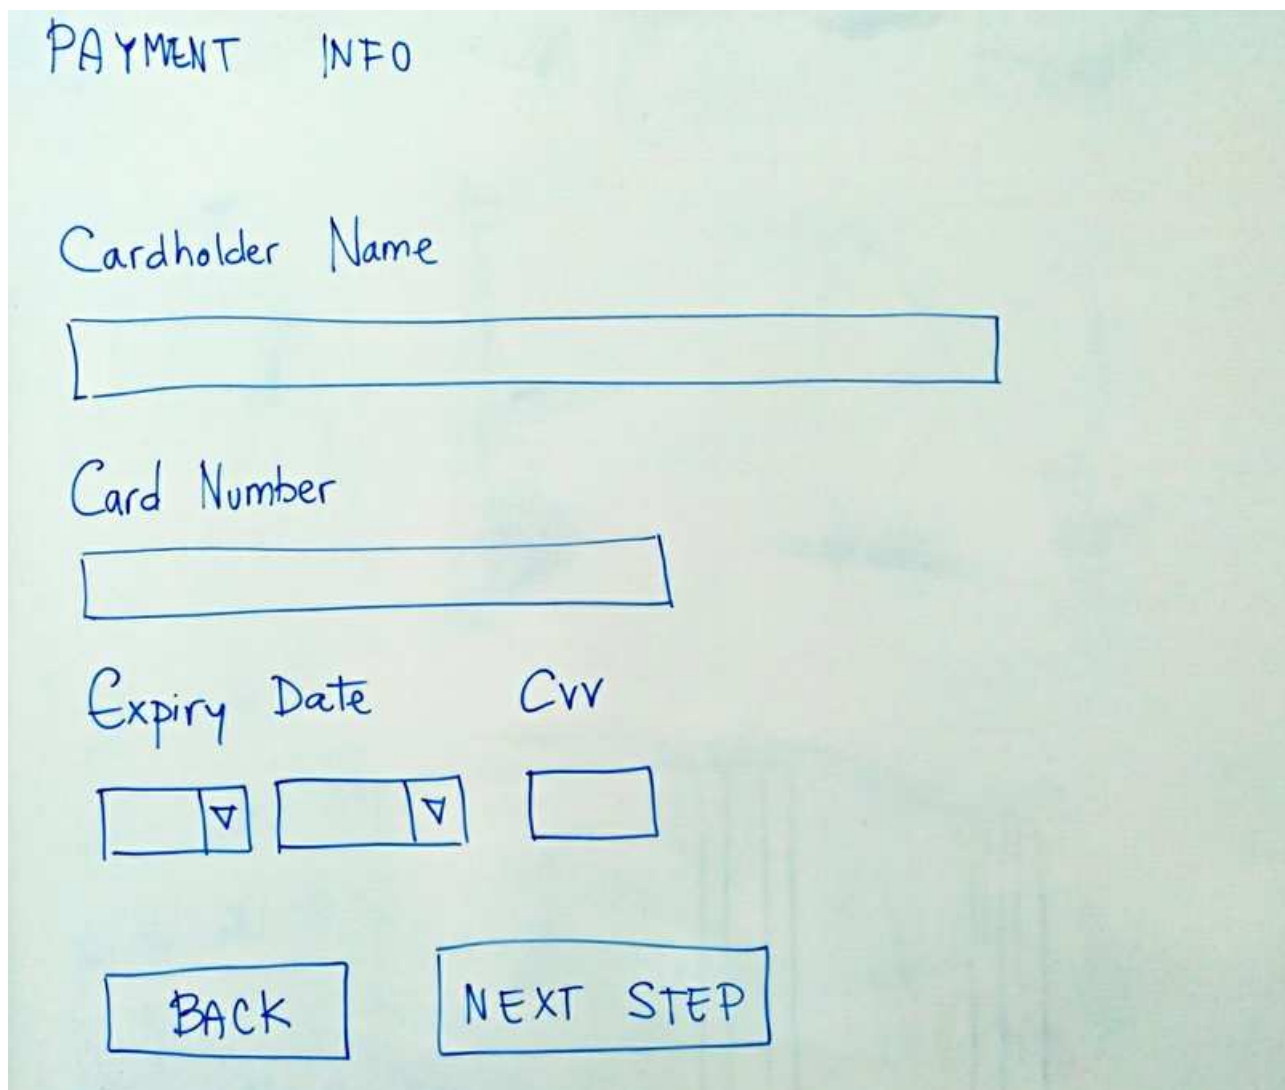 PAYMENT INFO
Cardholder Name
Card Number
Expiry Date CVV
BACK NEXT STEP